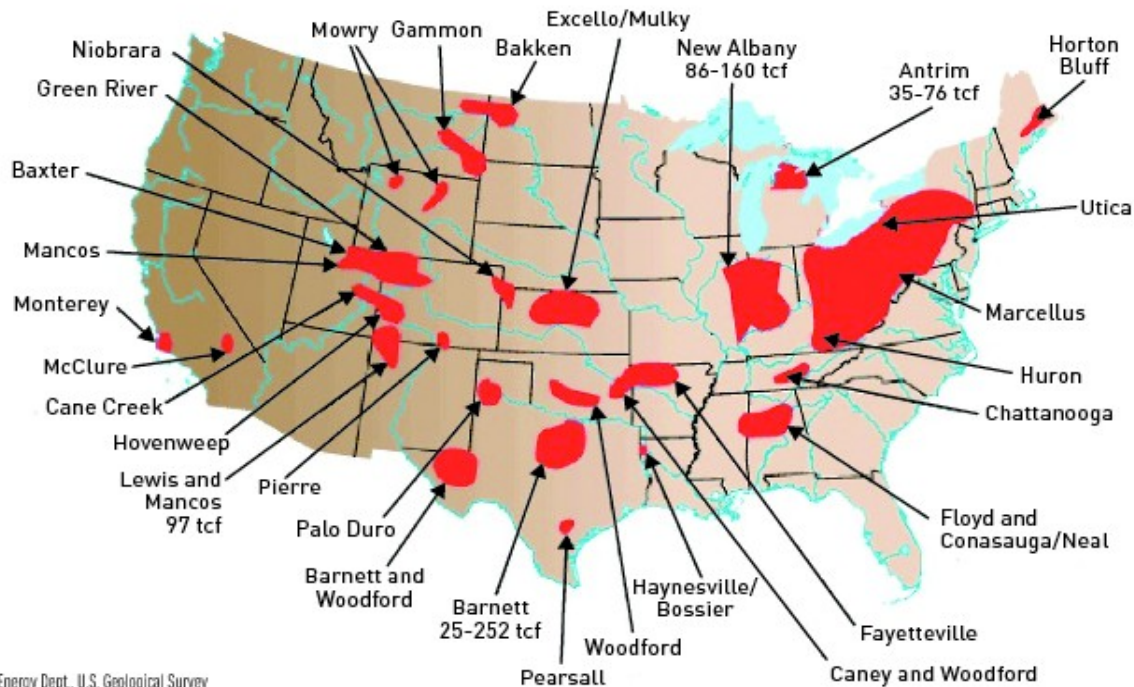 Excello/Mulky
Mowry
Gammon
Bakken
Niobrara
Green River
New Albany
86-160 tcf
Antrim
35-76 tcf
Horton
Bluff
Baxter
Utica
Mancos
Monterey
Marcellus
McClure
Huron
Cane Creek
Chattanooga
Hovenweep
Lewis and
Mancos
97 tcf
Pierre
Palo Duro
Floyd and
Conasauga/Neal
Barnett and
Woodford
Barnett
25-252 tcf
Haynesville/
Bossier
Woodford
Fayetteville
Pearsall
Caney and Woodford
Energy Dept., U.S. Geological Survey